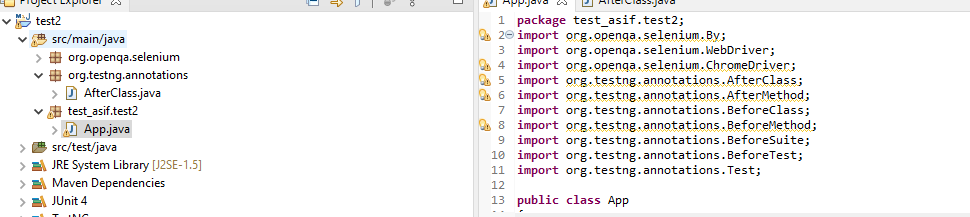 Project Explorer
test2
src/main/java
org.openqa.selenium
org.testng.annotations
AfterClass.java
test_asif.test2
App.java
src/test/java
JRE System Library [J2SE-1.5]
Maven Dependencies
JUnit 4
TestNG
App.java
AfterClass.java
1 package test_asif.test2;
2 import org.openqa.selenium.By;
3 import org.openqa.selenium.WebDriver;
4 import org.openqa.selenium.ChromeDriver;
5 import org.testng.annotations.AfterClass;
6 import org.testng.annotations.AfterMethod;
7 import org.testng.annotations.BeforeClass;
8 import org.testng.annotations.BeforeMethod;
9 import org.testng.annotations.BeforeSuite;
10 import org.testng.annotations.BeforeTest;
11 import org.testng.annotations.Test;
12
13 public class App